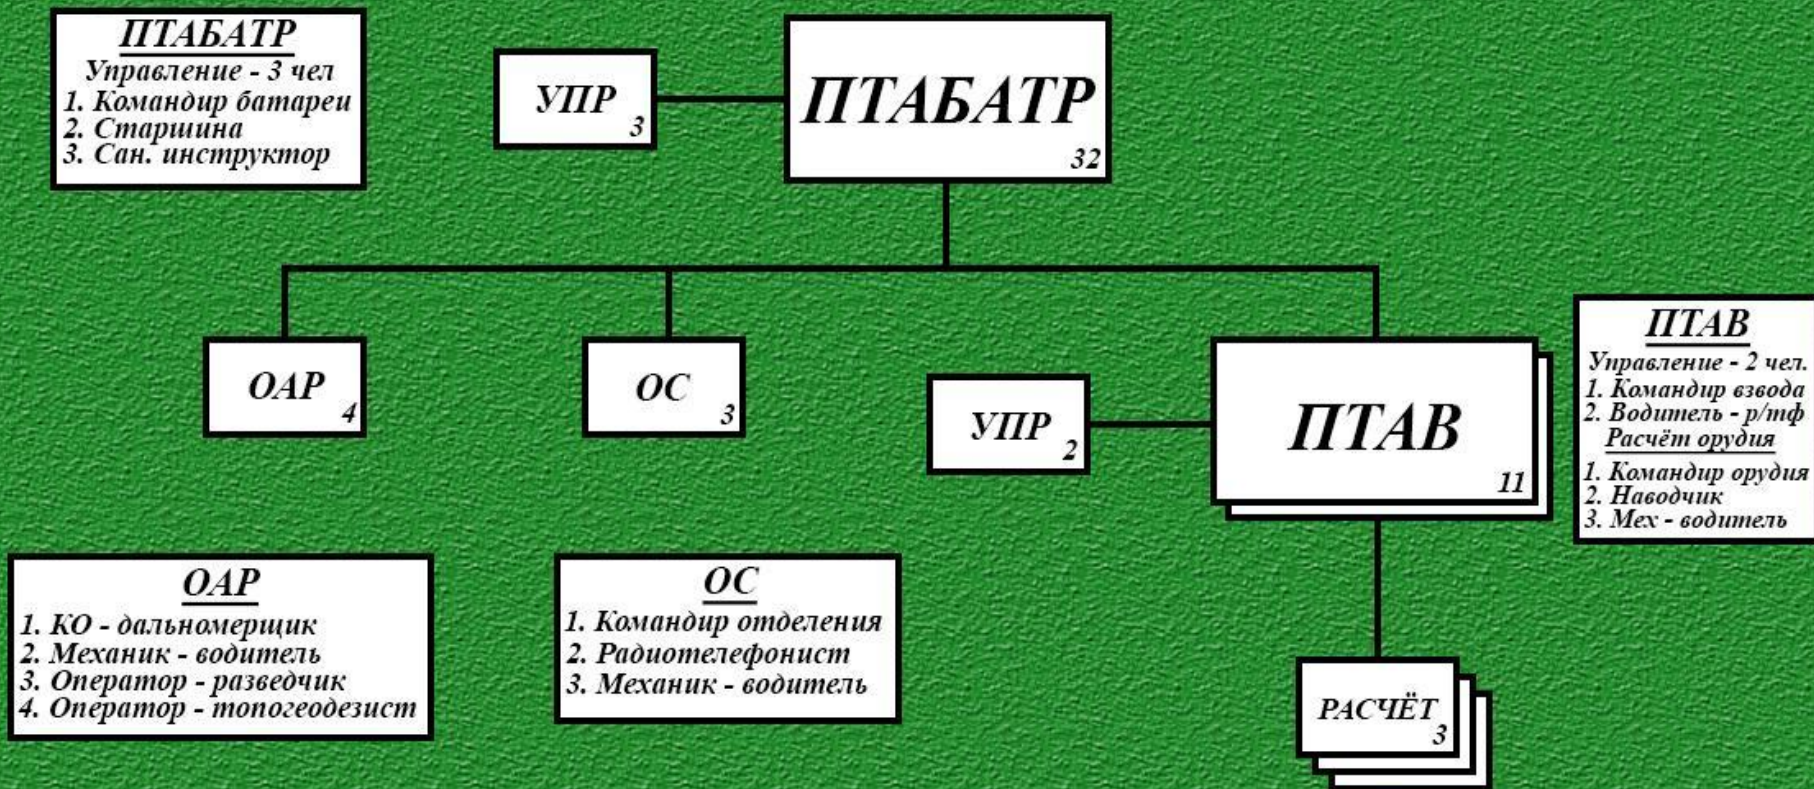 ПТАБАТР
Управление - 3 чел
1. Командир батареи
2. Старшина
3. Сан. инструктор
УПР
3
ПТАБАТР
32
ОАР
4
ОС
3
УПР
2
ПТАВ
11
ПТАВ
Управление - 2 чел.
1. Командир взвода
2. Водитель - р/тф
Расчёт орудия
1. Командир орудия
2. Наводчик
3. Мех - водитель
ОАР
1. КО - дальномерщик
2. Механик - водитель
3. Оператор - разведчик
4. Оператор - топогеодезист
ОС
1. Командир отделения
2. Радиотелефонист
3. Механик - водитель
РАСЧЁТ
3